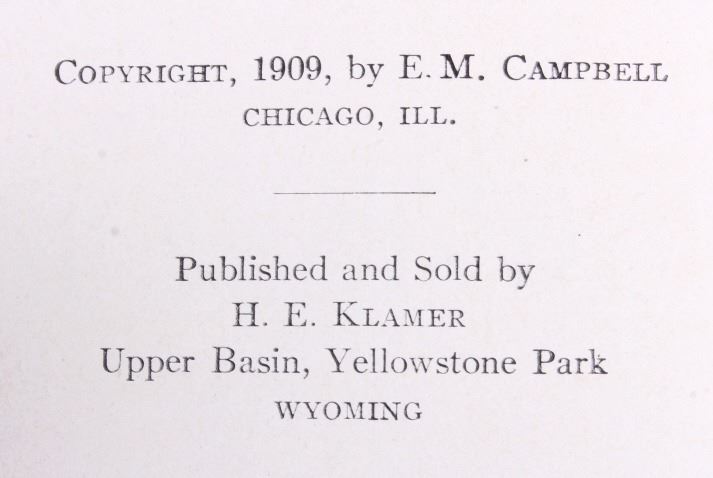 COPYRIGHT, 1909, by E. M. CAMPBELL
CHICAGO, ILL.
Published and Sold by
H. E. KLAMER
Upper Basin, Yellowstone Park
WYOMING